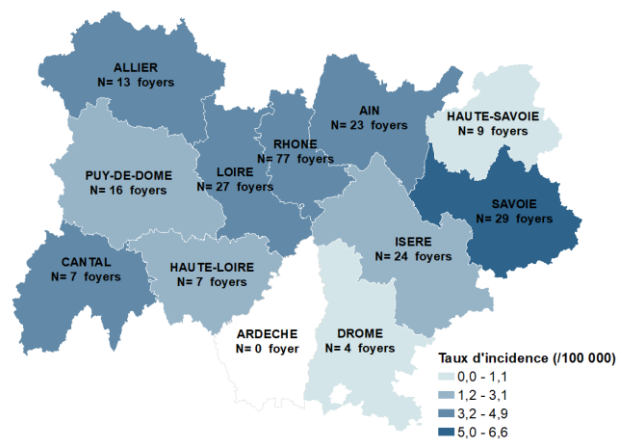 ALLIER
N= 13 foyers
AIN
N= 23 foyers
HAUTE-SAVOIE
N= 9 foyers
RHONE
N= 77 foyers
PUY-DE-DOME
N= 16 foyers
LOIRE
N= 27 foyers
SAVOIE
N= 29 foyers
ISERE
N= 24 foyers
CANTAL
N= 7 foyers
HAUTE-LOIRE
N= 7 foyers
ARDECHE
N= 0 foyer
DROME
N= 4 foyers
Taux d'incidence (/100 000)
0,0 - 1,1
1,2 - 3,1
3,2 - 4,9
5,0 - 6,6